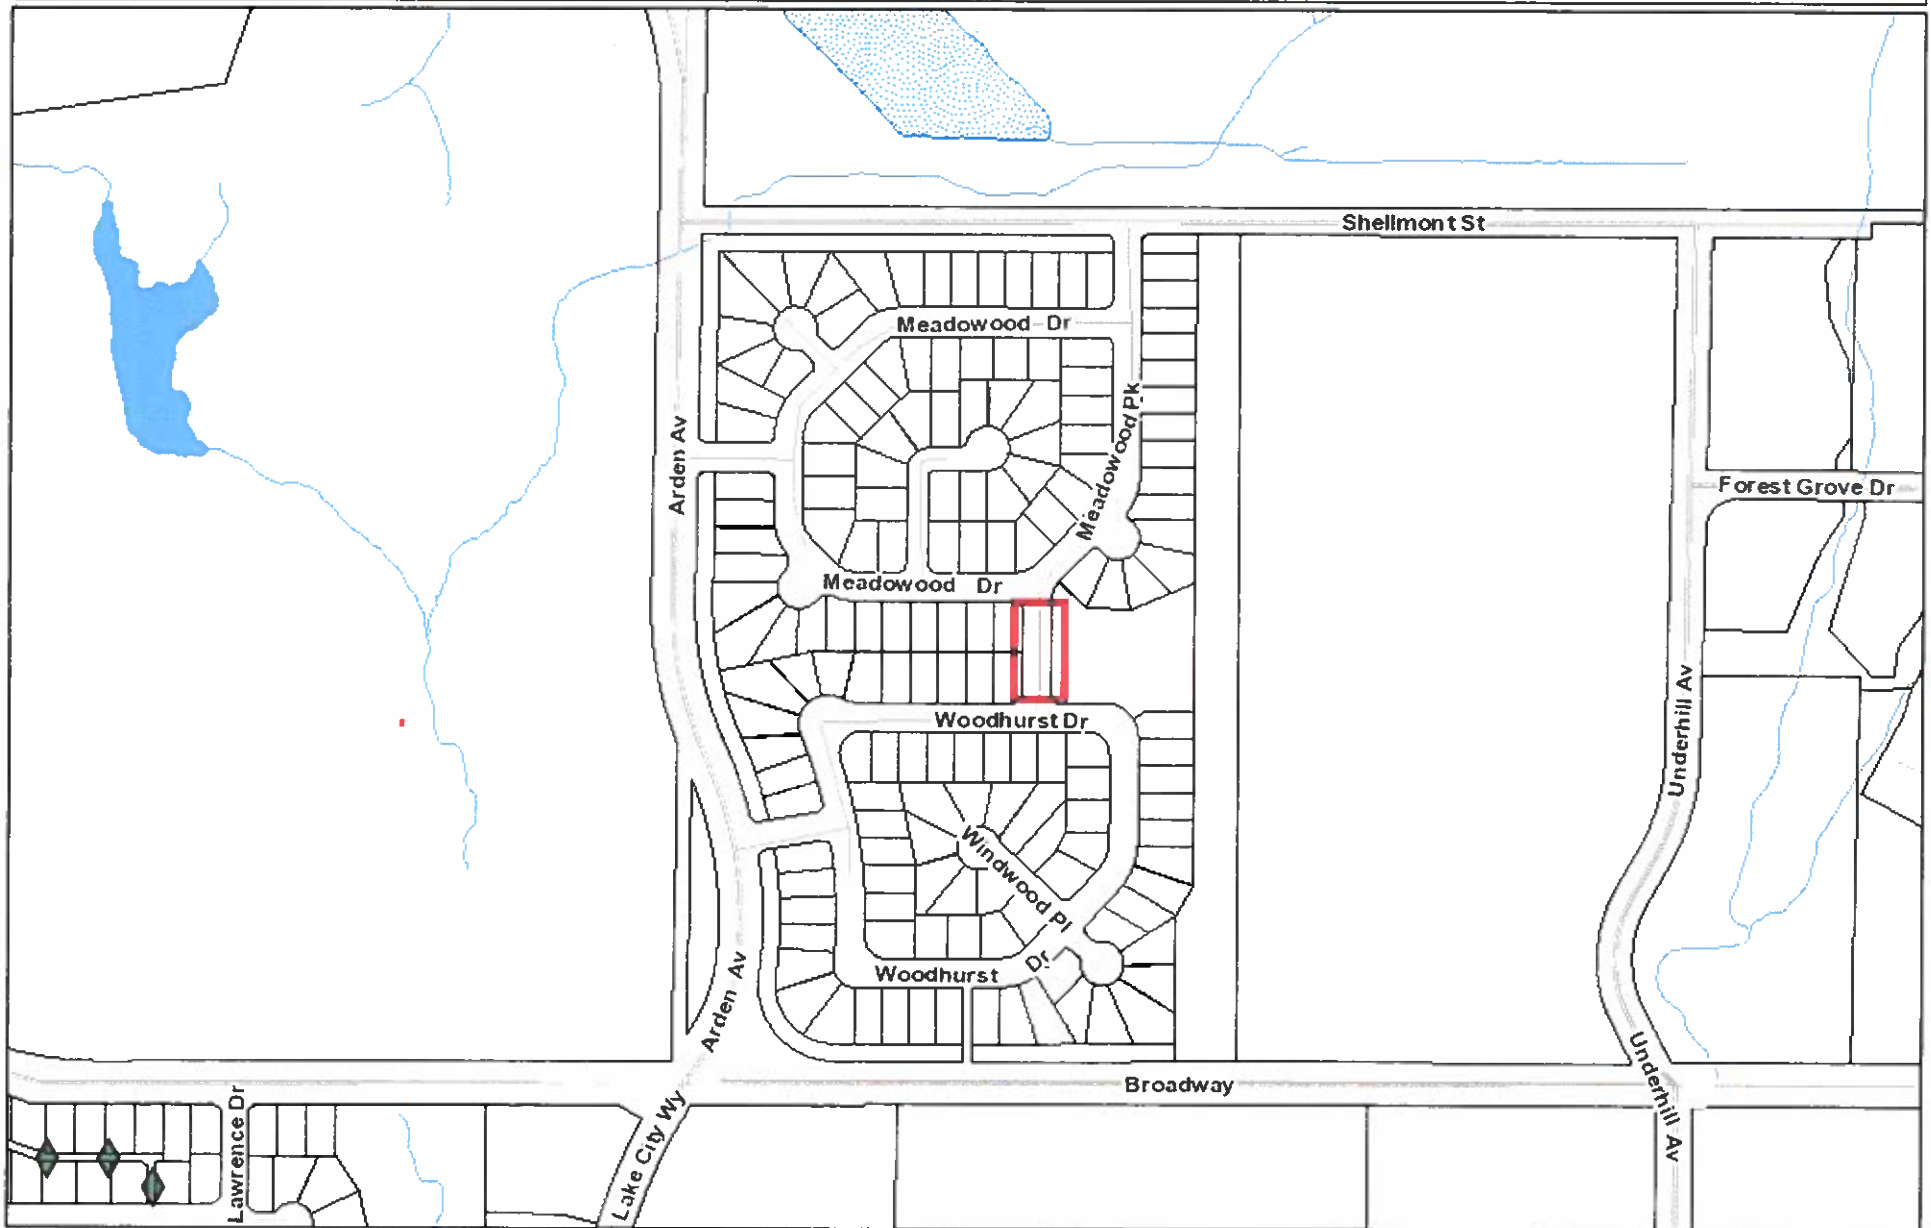 Shellmont St
Meadowood Dr
Meadowood Pk
Arden Av
Forest Grove Dr
Meadowood Dr
Woodhurst Dr
Underhill Av
Windwood Pl
Woodhurst Dr
Arden Av
Broadway
Underhill Av
Lawrence Dr
Lake City Wy